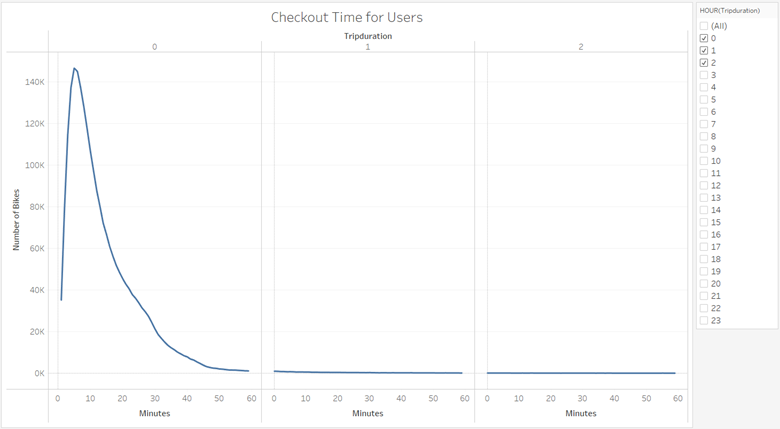 Checkout Time for Users
Tripduration
0 1 2
140K
120K
100K
80K
60K
40K
20K
0K
Number of Bikes
0 10 20 30 40 50 60 0 10 20 30 40 50 60 0 10 20 30 40 50 60
Minutes Minutes Minutes
HOUR(Tripduration)
(All)
0
1
2
3
4
5
6
7
8
9
10
11
12
13
14
15
16
17
18
19
20
21
22
23